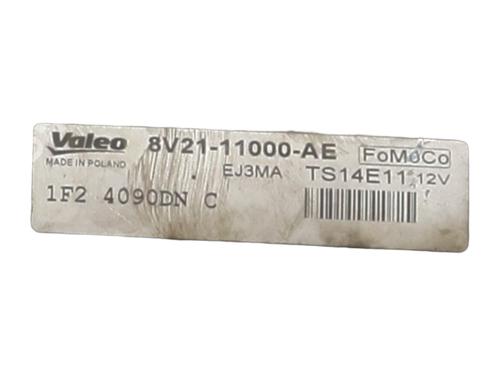 Valeo 8V21-11000-AE FoMoCo
MADE IN POLAND EJ3MA TS14E11 12V
1F2 4090DN C